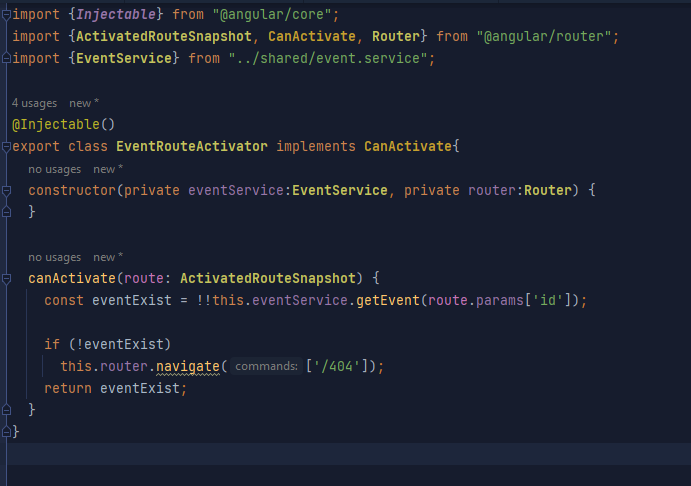 import {Injectable} from "@angular/core";
import {ActivatedRouteSnapshot, CanActivate, Router} from "@angular/router";
import {EventService} from "../shared/event.service";
4 usages new *
@Injectable()
export class EventRouteActivator implements CanActivate{
no usages new *
constructor(private eventService:EventService, private router:Router) {
}
no usages new *
canActivate(route: ActivatedRouteSnapshot) {
const eventExist = !!this.eventService.getEvent(route.params['id']);
if (!eventExist)
this.router.navigate( commands: ['/404']);
return eventExist;
}
}